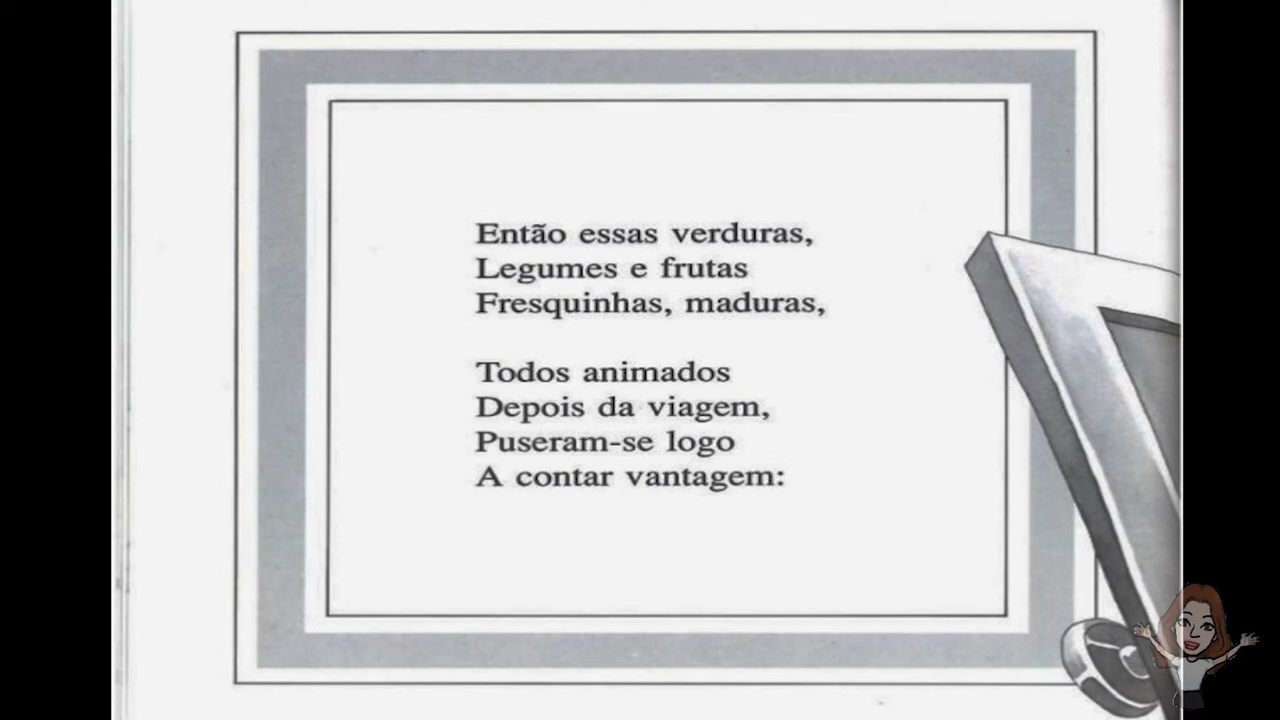 Então essas verduras,
Legumes e frutas
Fresquinhas, maduras,
Todos animados
Depois da viagem,
Puseram-se logo
A contar vantagem: